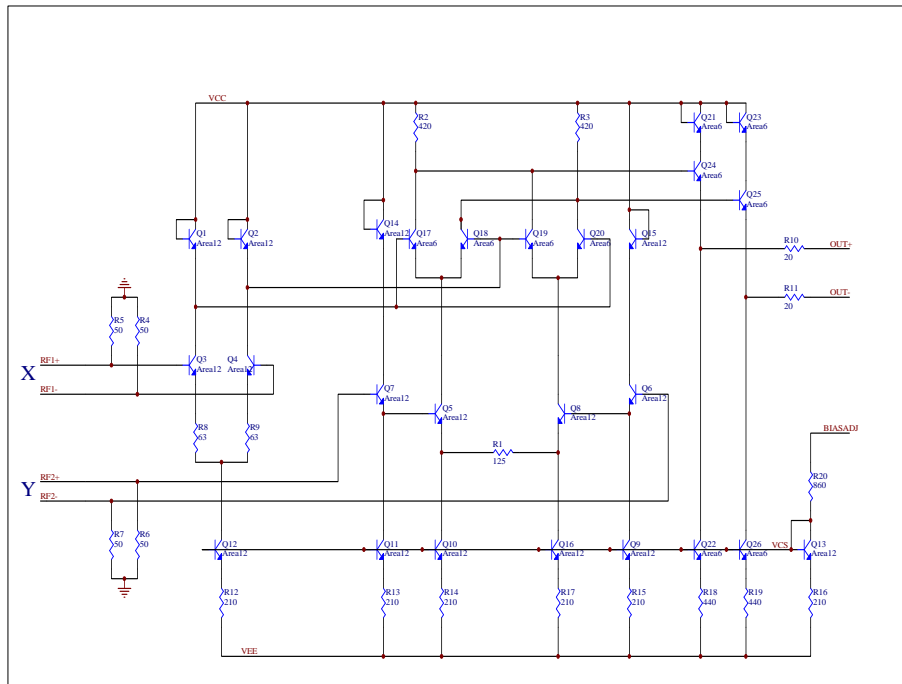 VCC
R2
420
R3
420
Q21
Area6
Q23
Area6
Q24
Area6
Q25
Area6
Q1
Area12
Q2
Area12
Q14
Area12
Q17
Area6
Q18
Area6
Q19
Area6
Q20
Area6
Q15
Area12
R10
20
OUT+
R11
20
OUT-
R5
50
R4
50
X
RF1+
RF1-
Q3
Area12
Q4
Area12
Q7
Area12
Q5
Area12
Q8
Area12
Q6
Area12
R8
63
R9
63
R1
125
BIASADJ
R20
860
Y
RF2+
RF2-
R7
50
R6
50
Q12
Area12
Q11
Area12
Q10
Area12
Q16
Area12
Q9
Area12
Q22
Area6
Q26
Area6
VCS
Q13
Area12
R12
210
R13
210
R14
210
R17
210
R15
210
R18
440
R19
440
R16
210
VEE